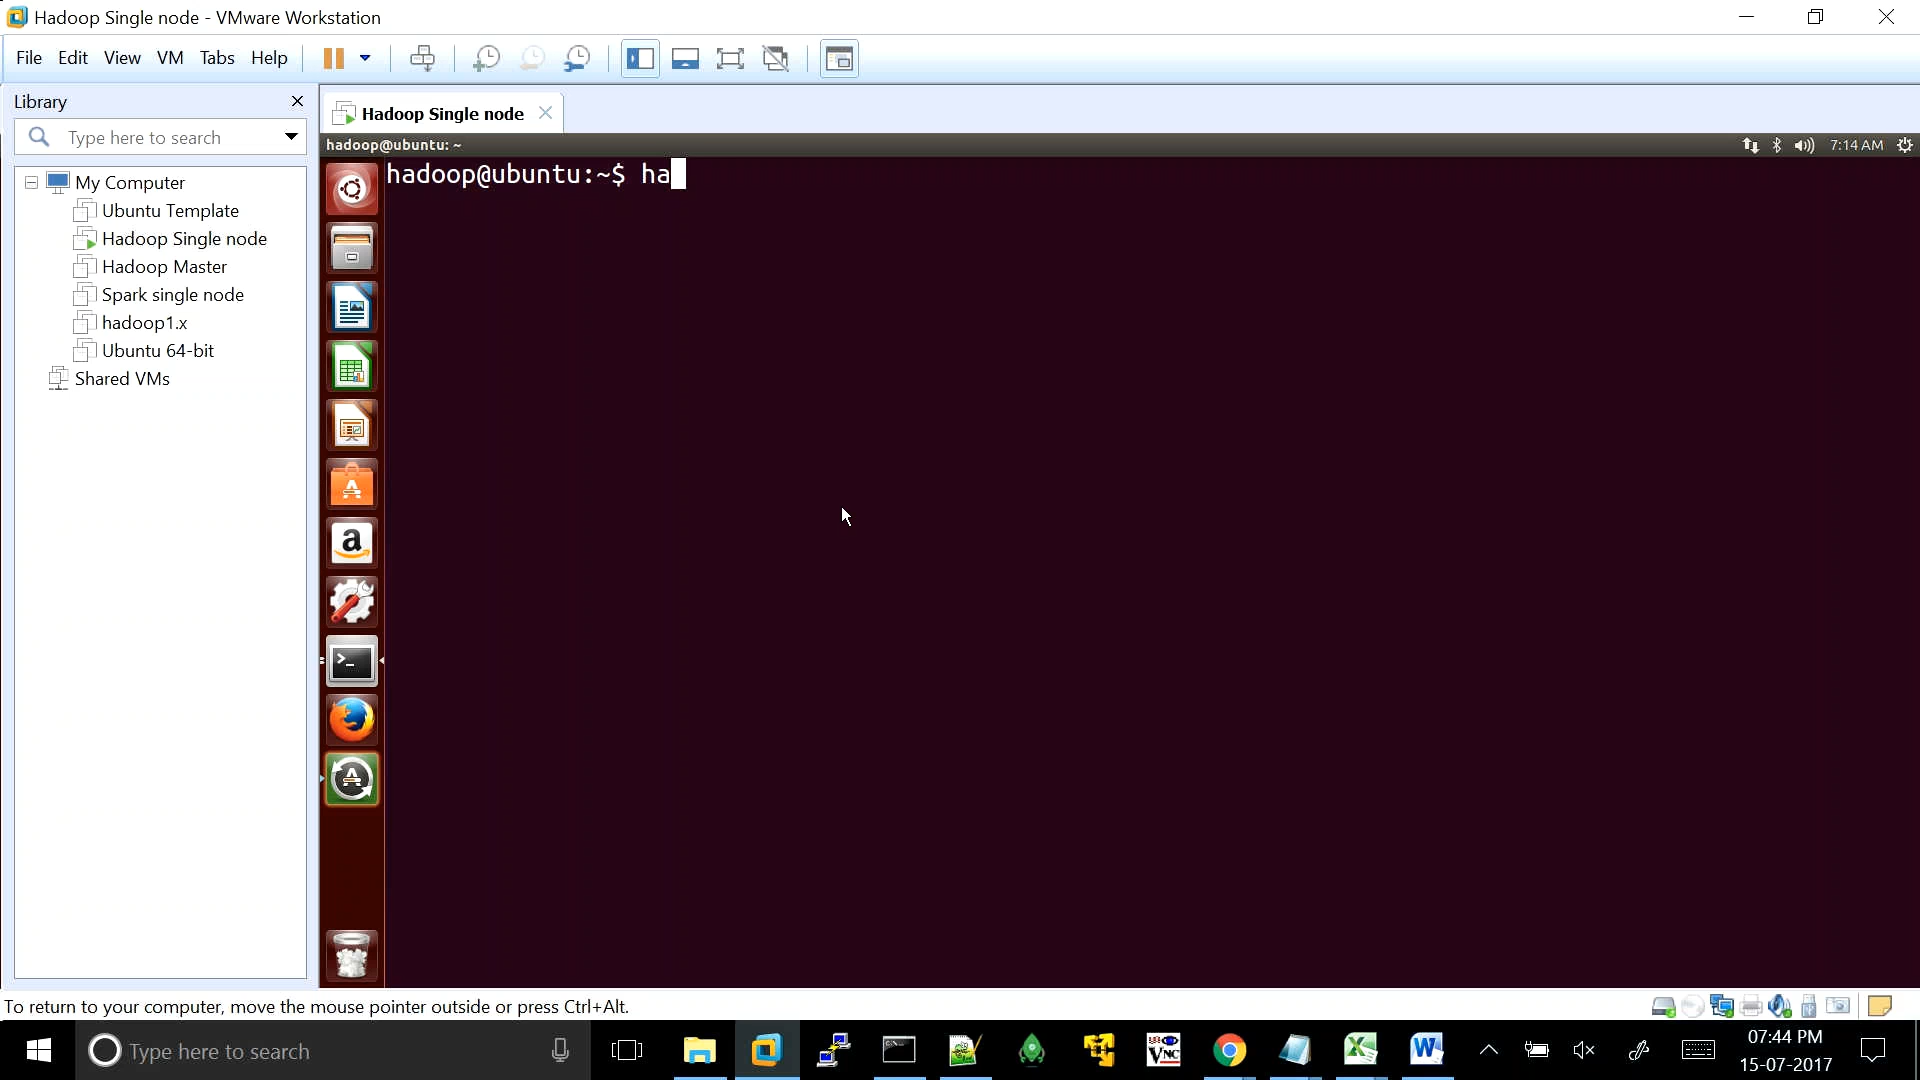 Hadoop Single node - VMware Workstation
File Edit View VM Tabs Help
Library
Type here to search
My Computer
Ubuntu Template
Hadoop Single node
Hadoop Master
Spark single node
hadoop1.x
Ubuntu 64-bit
Shared VMs
Hadoop Single node
hadoop@ubuntu: ~
7:14 AM
hadoop@ubuntu:~$ ha
To return to your computer, move the mouse pointer outside or press Ctrl+Alt.
Type here to search
07:44 PM
15-07-2017